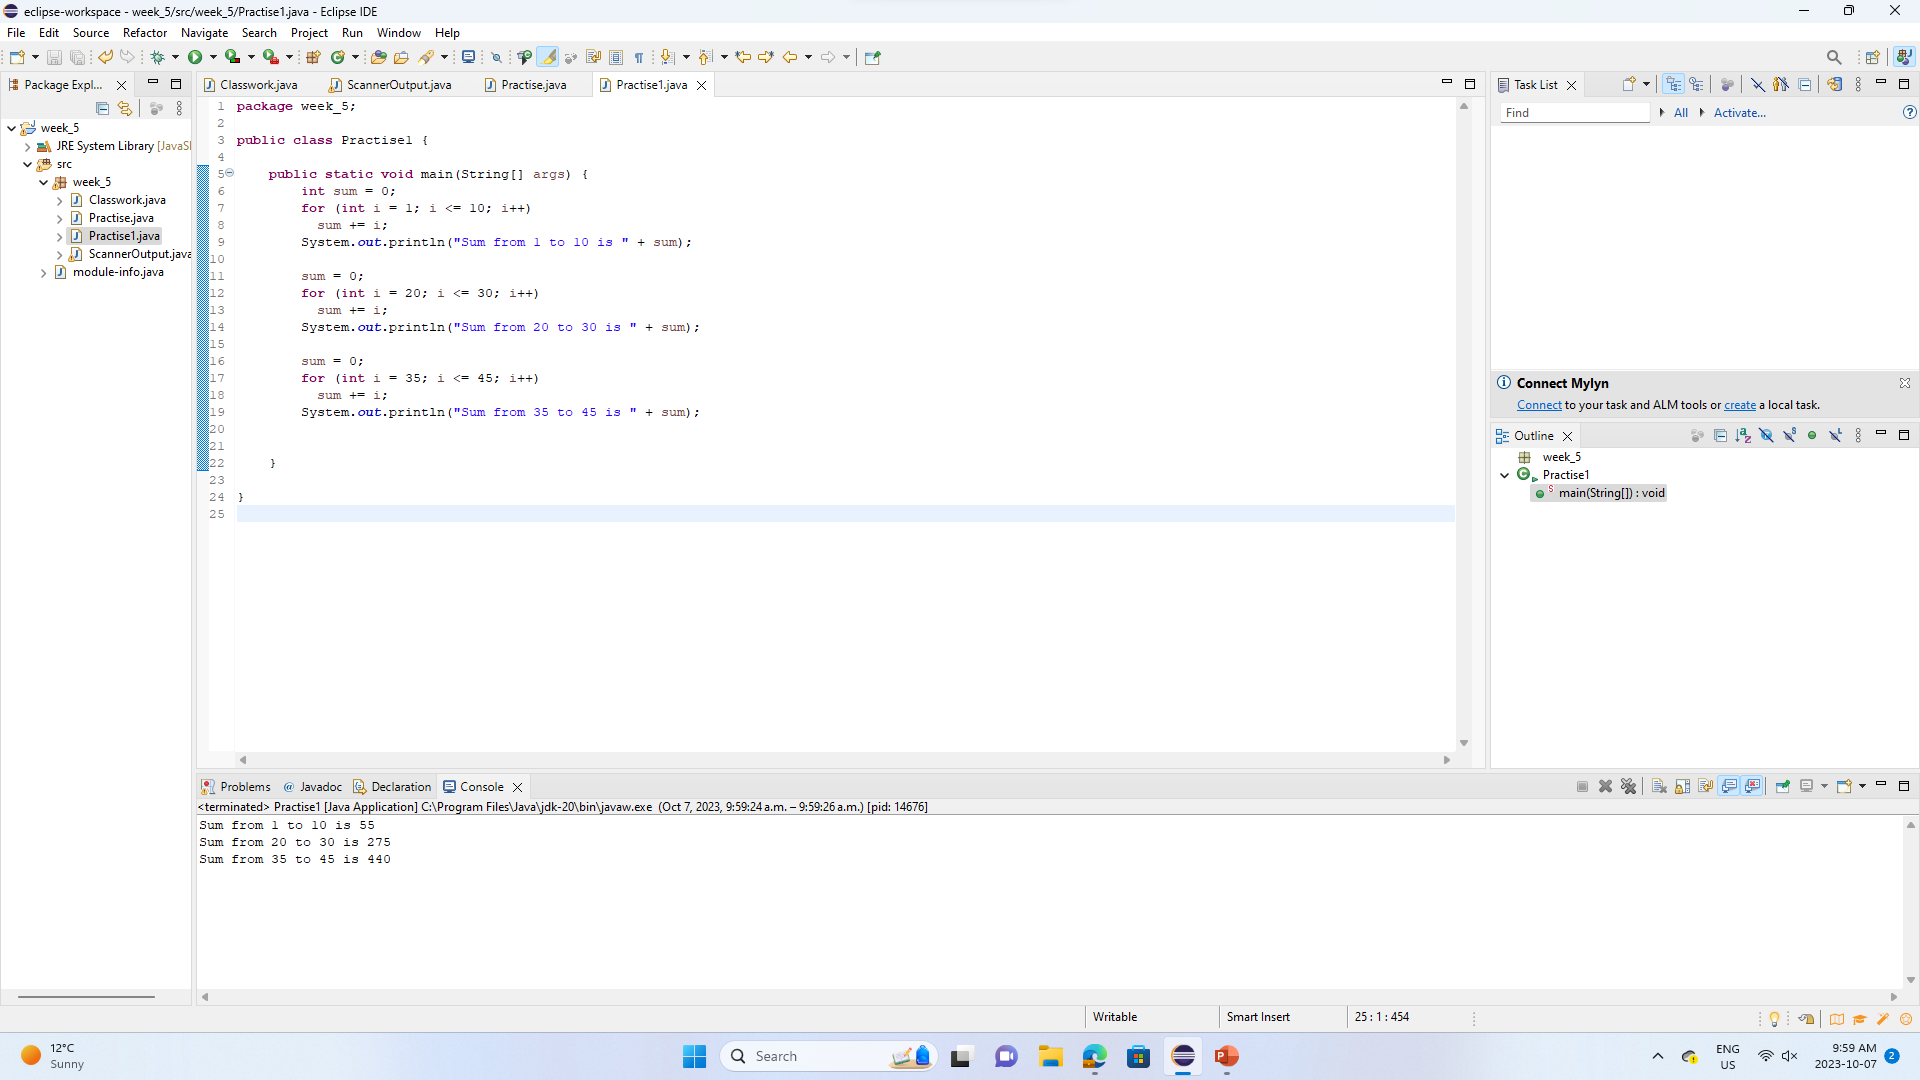 eclipse-workspace - week_5/src/week_5/Practise1.java - Eclipse IDE
File Edit Source Refactor Navigate Search Project Run Window Help
Package Expl...
week_5
JRE System Library [JavaSI
src
week_5
Classwork.java
Practise.java
Practise1.java
ScannerOutput.java
module-info.java
Classwork.java ScannerOutput.java Practise.java Practise1.java
1 package week_5;
2
3 public class Practise1 {
4
5 public static void main(String[] args) {
6 int sum = 0;
7 for (int i = 1; i <= 10; i++)
8 sum += i;
9 System.out.println("Sum from 1 to 10 is " + sum);
10
11 sum = 0;
12 for (int i = 20; i <= 30; i++)
13 sum += i;
14 System.out.println("Sum from 20 to 30 is " + sum);
15
16 sum = 0;
17 for (int i = 35; i <= 45; i++)
18 sum += i;
19 System.out.println("Sum from 35 to 45 is " + sum);
20
21
22 }
23
24 }
25
Task List
Find All Activate...
Connect Mylyn
Connect to your task and ALM tools or create a local task.
Outline
week_5
Practise1
main(String[]) : void
Problems Javadoc Declaration Console
<terminated> Practise1 [Java Application] C:\Program Files\Java\jdk-20\bin\javaw.exe (Oct 7, 2023, 9:59:24 a.m. – 9:59:26 a.m.) [pid: 14676]
Sum from 1 to 10 is 55
Sum from 20 to 30 is 275
Sum from 35 to 45 is 440
Writable Smart Insert 25 : 1 : 454
12°C
Sunny
Search
ENG
US
9:59 AM
2023-10-07
2